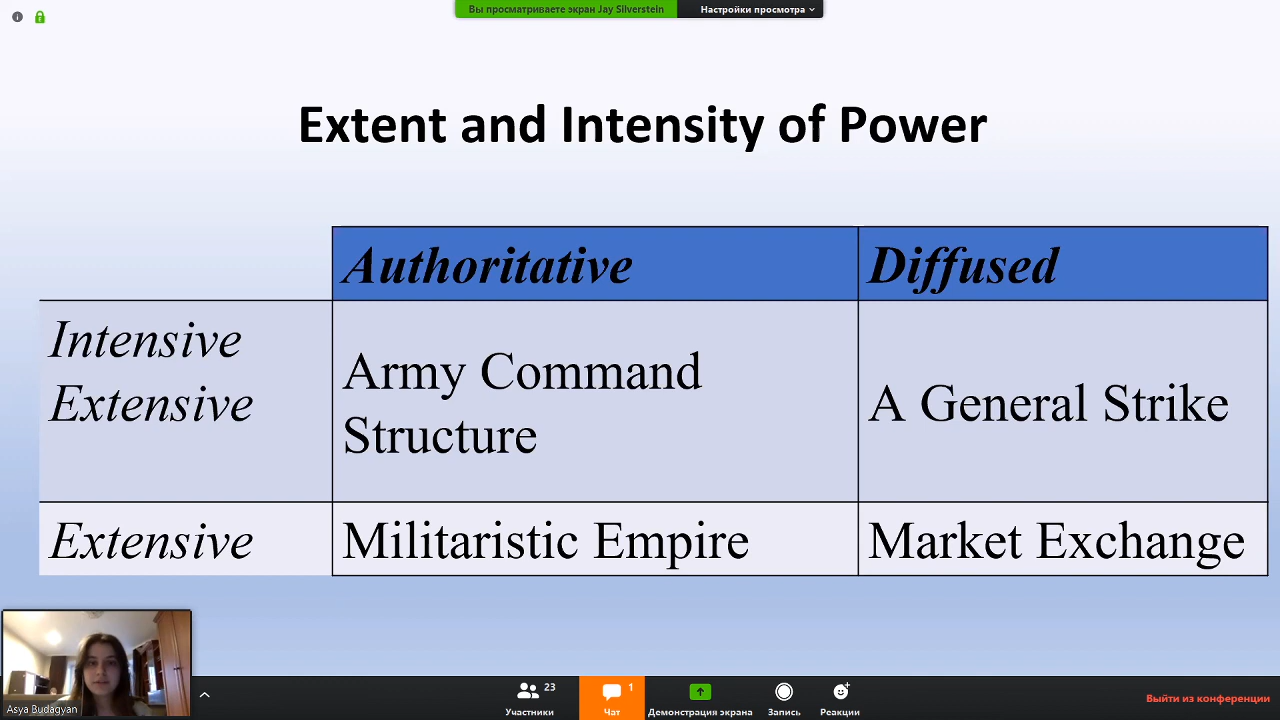 Вы просматриваете экран Jay Silverstein
Настройки просмотра
Extent and Intensity of Power
Authoritative
Diffused
Intensive
Extensive
Army Command
Structure
A General Strike
Extensive
Militaristic Empire
Market Exchange
Asya Budagyan
23
Участники
1
Чат
Демонстрация экрана
Запись
Реакции
Выйти из конференции